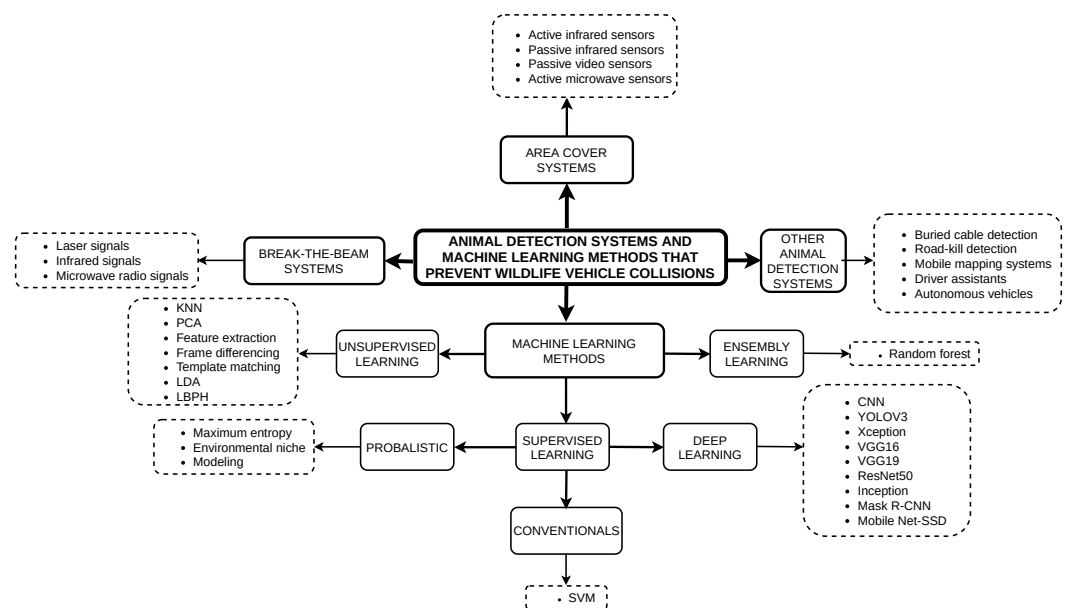 • Active infrared sensors
• Passive infrared sensors
• Passive video sensors
• Active microwave sensors
AREA COVER
SYSTEMS
• Laser signals
• Infrared signals
• Microwave radio signals
BREAK-THE-BEAM
SYSTEMS
ANIMAL DETECTION SYSTEMS AND
MACHINE LEARNING METHODS THAT
PREVENT WILDLIFE VEHICLE COLLISIONS
OTHER
ANIMAL
DETECTION
SYSTEMS
• Buried cable detection
• Road-kill detection
• Mobile mapping systems
• Driver assistants
• Autonomous vehicles
• KNN
• PCA
• Feature extraction
• Frame differencing
• Template matching
• LDA
• LBPH
UNSUPERVISED
LEARNING
MACHINE LEARNING
METHODS
ENSEMBLY
LEARNING
• Random forest
• Maximum entropy
• Environmental niche
• Modeling
PROBALISTIC
SUPERVISED
LEARNING
DEEP
LEARNING
• CNN
• YOLOV3
• Xception
• VGG16
• VGG19
• ResNet50
• Inception
• Mask R-CNN
• Mobile Net-SSD
CONVENTIONALS
• SVM